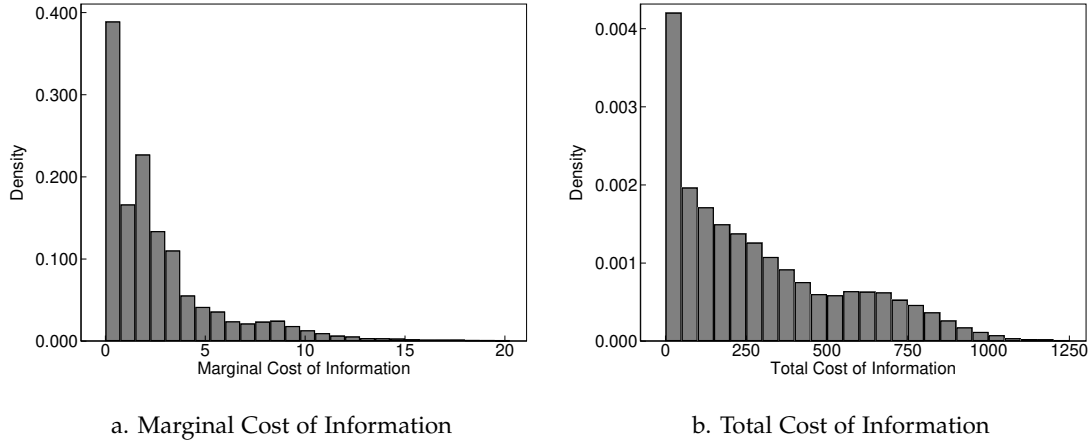 0.400
0.300
0.200
0.100
0.000
Density
0 5 10 15 20
Marginal Cost of Information
a. Marginal Cost of Information
0.004
0.003
0.002
0.001
0.000
Density
0 250 500 750 1000 1250
Total Cost of Information
b. Total Cost of Information